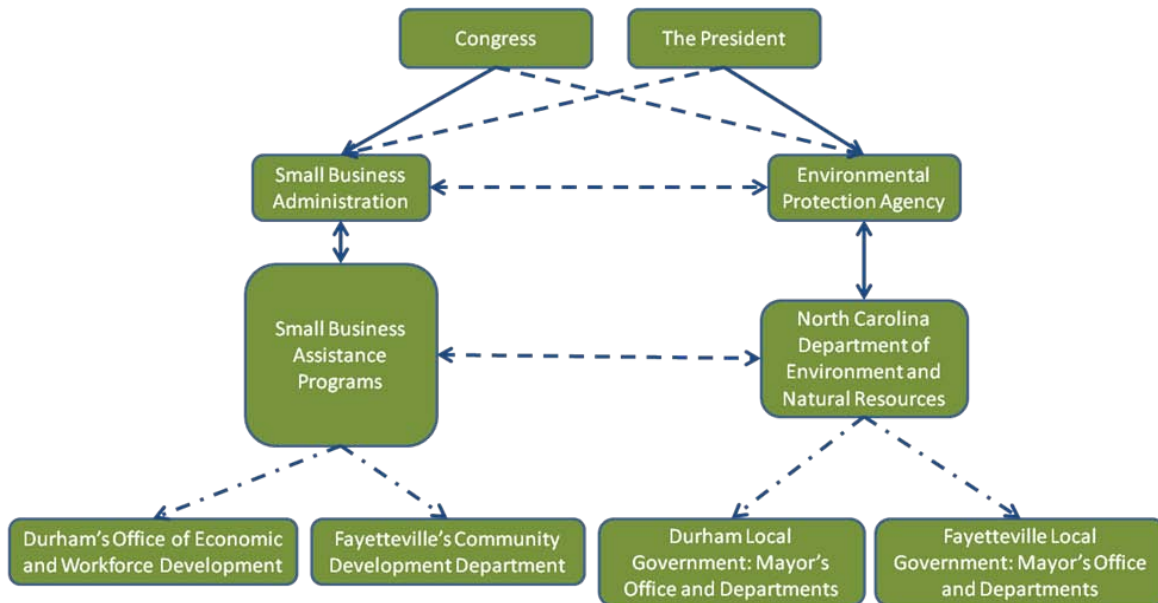 Congress
The President
Small Business
Administration
Environmental
Protection Agency
Small Business
Assistance
Programs
North Carolina
Department of
Environment and
Natural Resources
Durham's Office of Economic
and Workforce Development
Fayetteville's Community
Development Department
Durham Local
Government: Mayor's
Office and Departments
Fayetteville Local
Government: Mayor's Office
and Departments